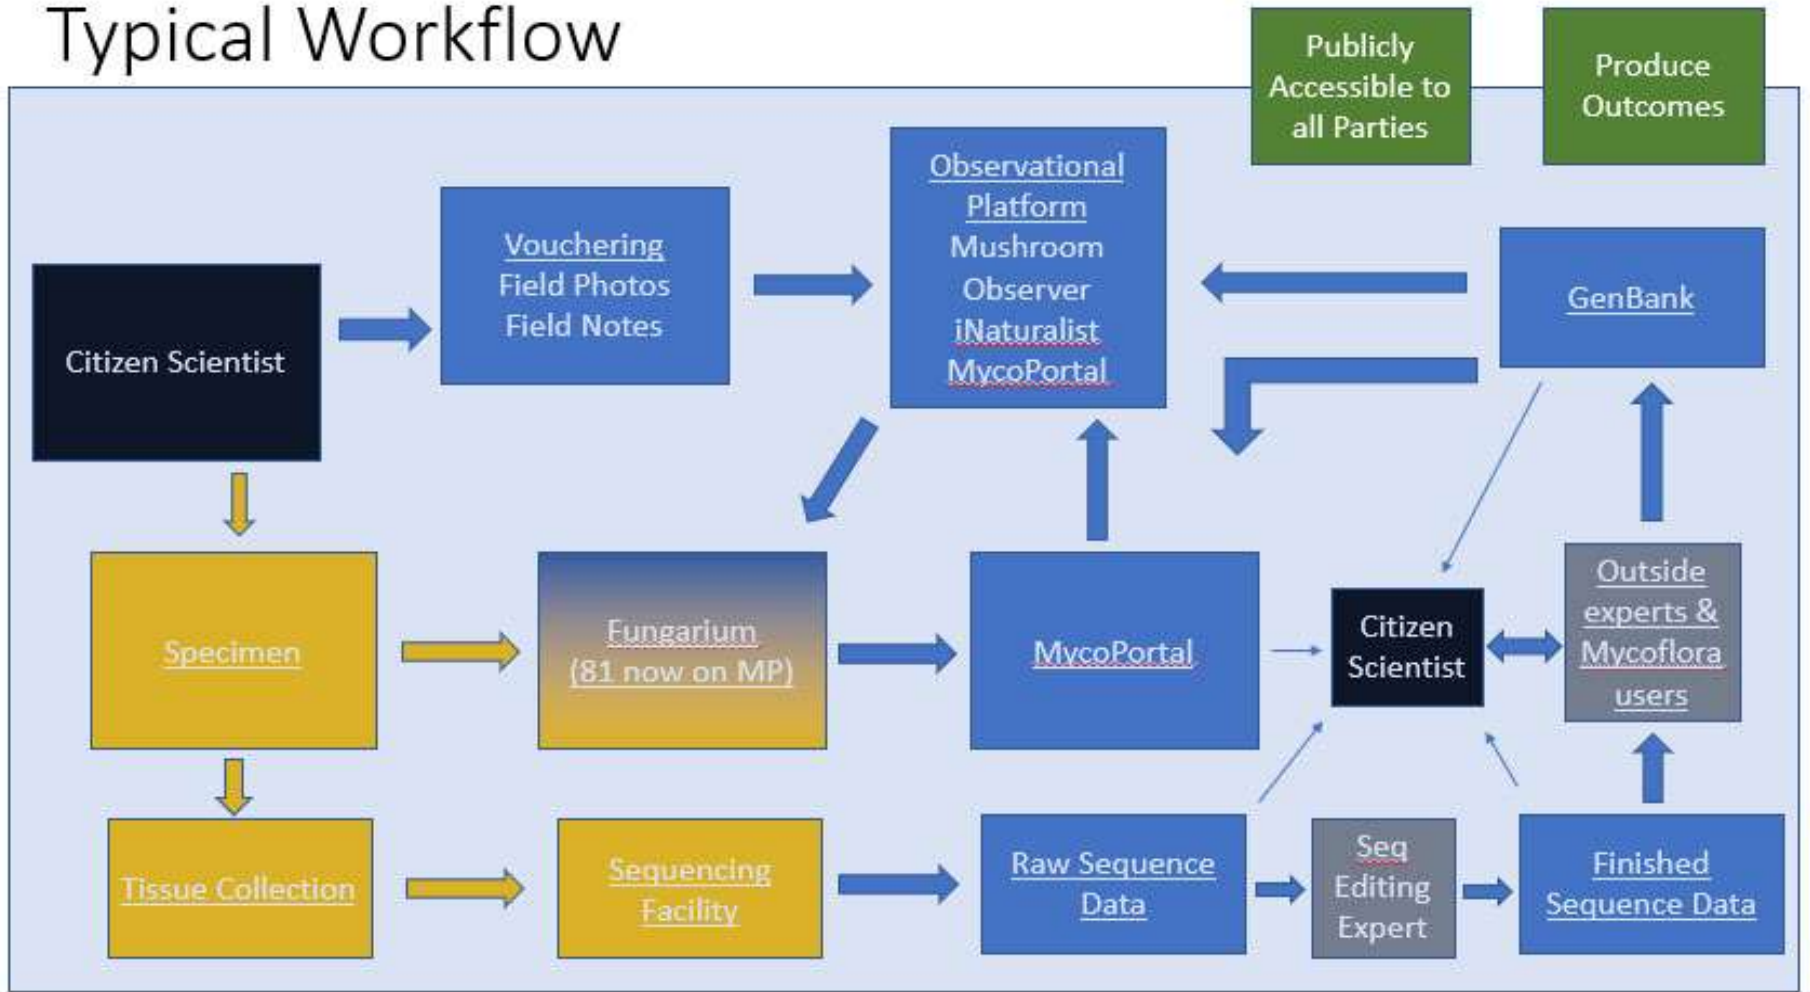 Typical Workflow
Publicly
Accessible to
all Parties
Produce
Outcomes
Citizen Scientist
Vouchering
Field Photos
Field Notes
Observational
Platform
Mushroom
Observer
iNaturalist
MycoPortal
GenBank
Specimen
Fungarium
(81 now on MP)
MycoPortal
Citizen
Scientist
Outside
experts &
Mycoflora
users
Tissue Collection
Sequencing
Facility
Raw Sequence
Data
Seq
Editing
Expert
Finished
Sequence Data